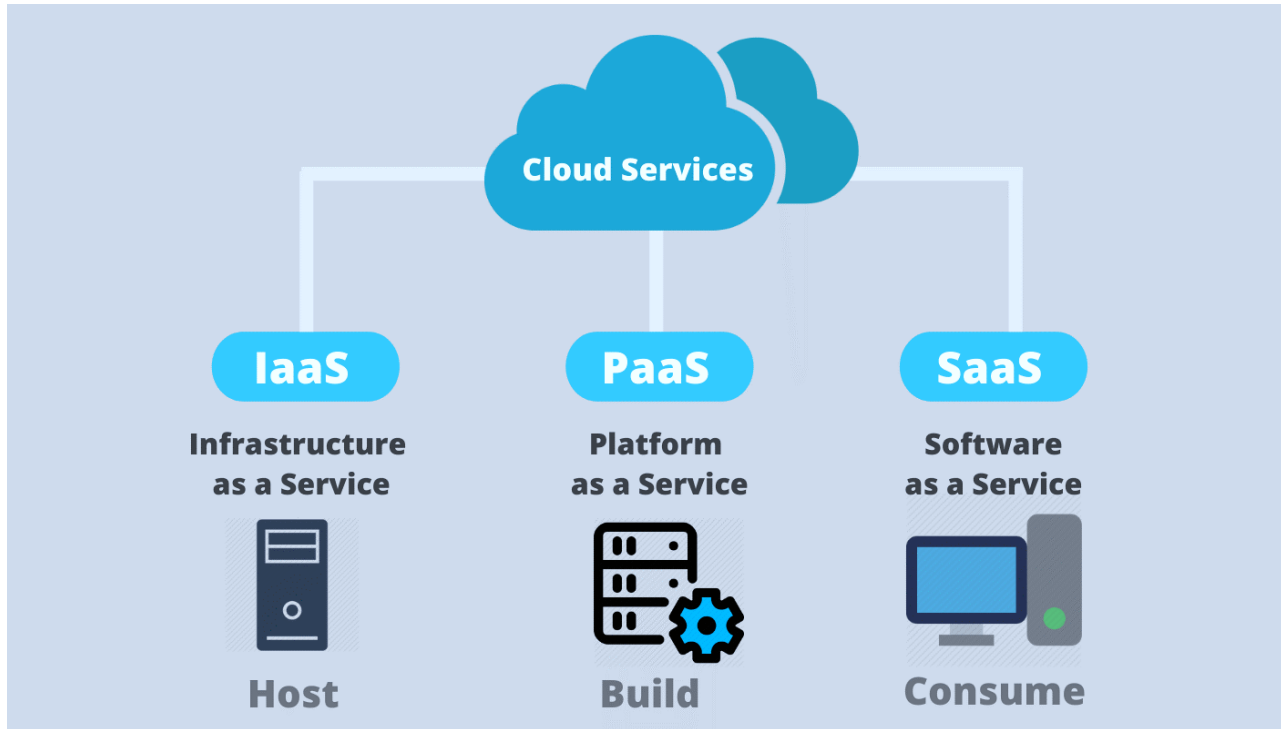 Cloud Services
IaaS
PaaS
SaaS
Infrastructure
as a Service
Platform
as a Service
Software
as a Service
Host
Build
Consume